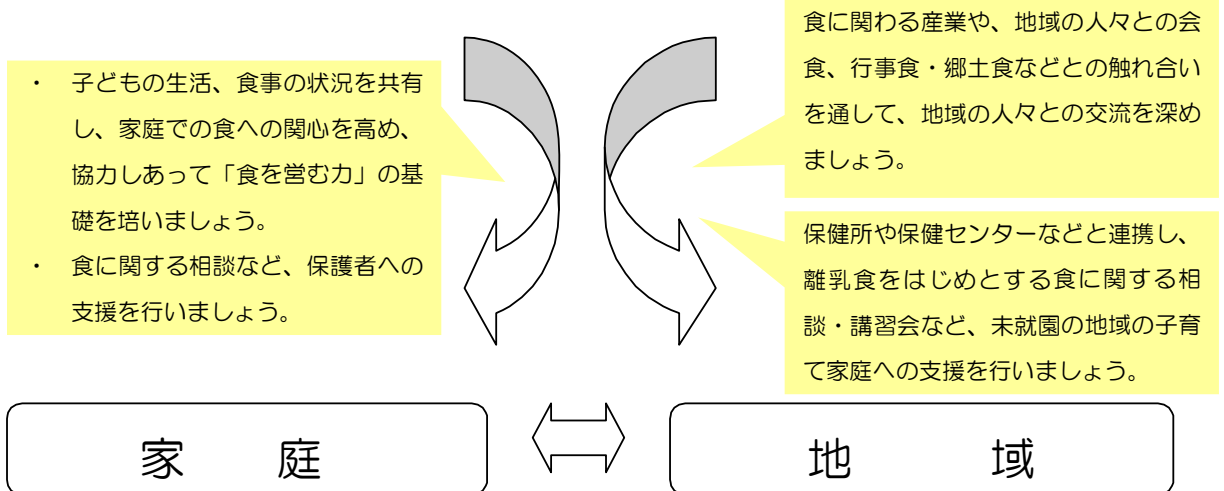 ・　子どもの生活、食事の状況を共有
し、家庭での食への関心を高め、
協力しあって「食を営む力」の基
礎を培いましょう。
・　食に関する相談など、保護者への
支援を行いましょう。
食に関わる産業や、地域の人々との会
食、行事食・郷土食などとの触れ合い
を通して、地域の人々との交流を深め
ましょう。
保健所や保健センターなどと連携し、
離乳食をはじめとする食に関する相
談・講習会など、未就園の地域の子育
て家庭への支援を行いましょう。
家　庭
地　域